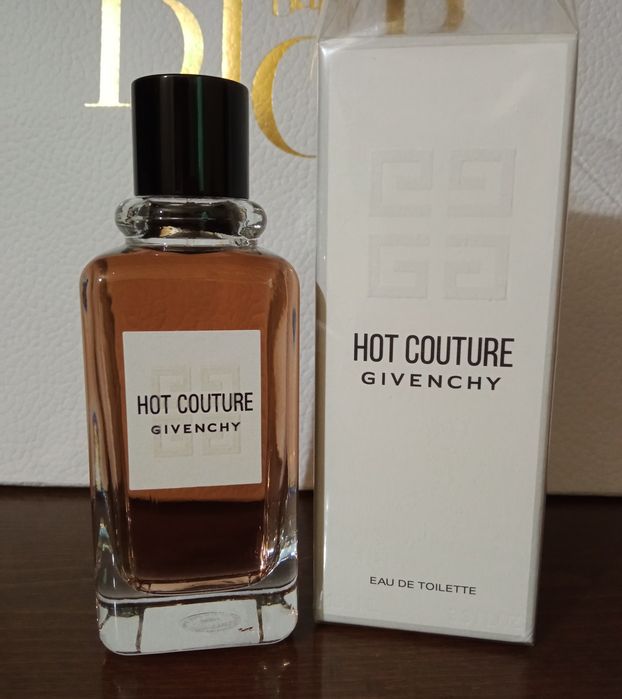 HOT COUTURE
GIVENCHY
HOT COUTURE
GIVENCHY
EAU DE TOILETTE